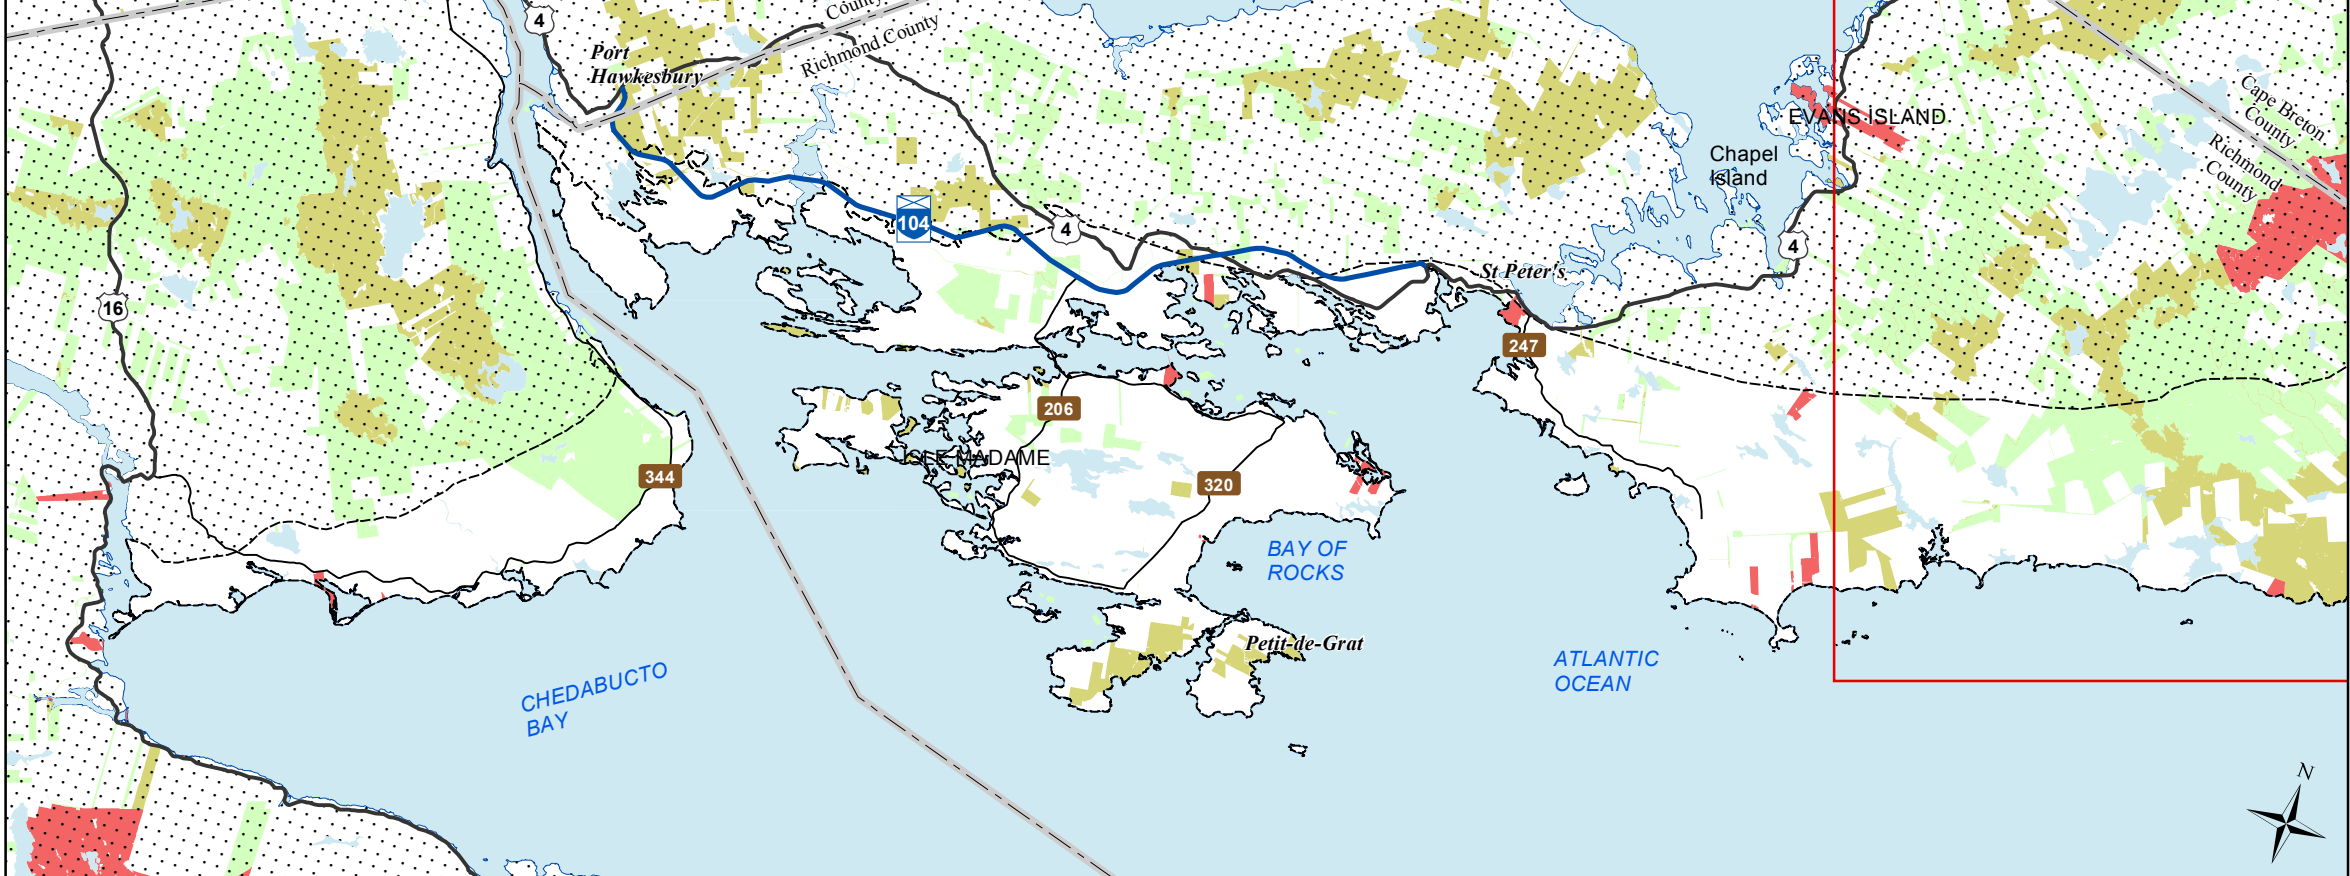 4
County
Richmond County
Port
Hawkesbury
Cape Breton
County
Richmond
County
EVANS ISLAND
Chapel
Island
104
4
4
St Peter's
16
247
206
ISLE MADAME
344
320
BAY OF
ROCKS
Petit-de-Grat
ATLANTIC
OCEAN
CHEDABUCTO
BAY
N